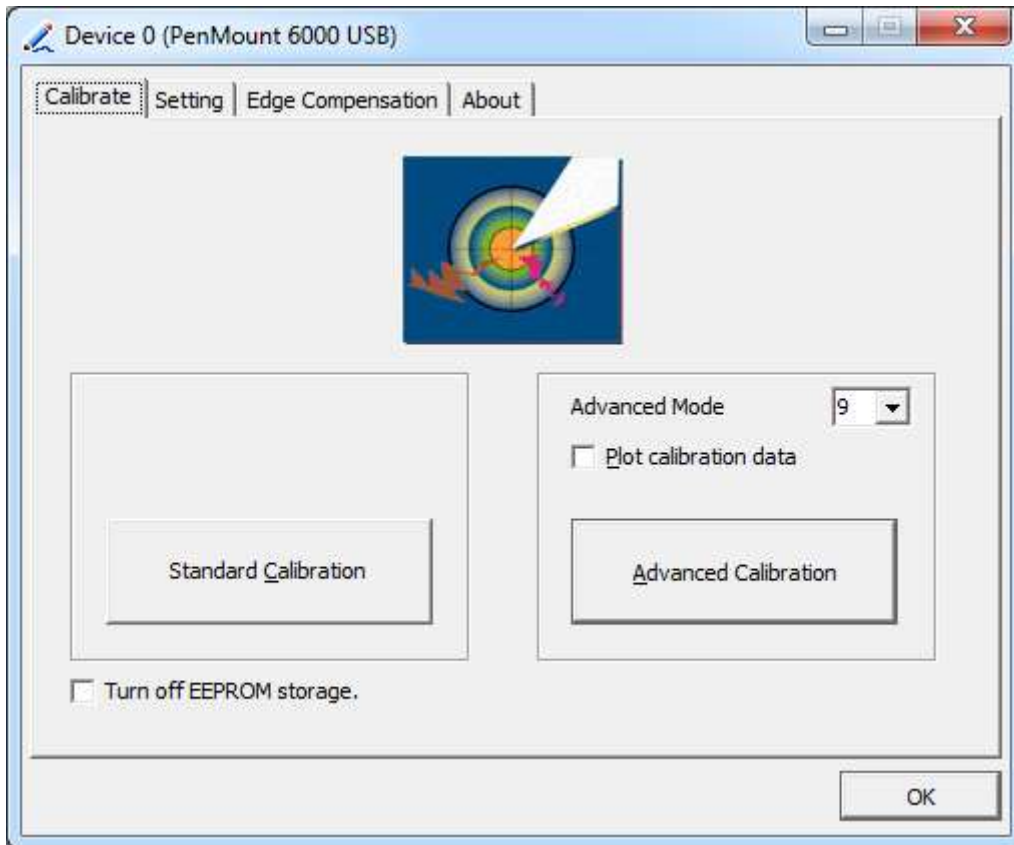 Device 0 (PenMount 6000 USB)
Calibrate Setting Edge Compensation About
Advanced Mode 9
Plot calibration data
Standard Calibration
Advanced Calibration
Turn off EEPROM storage.
OK